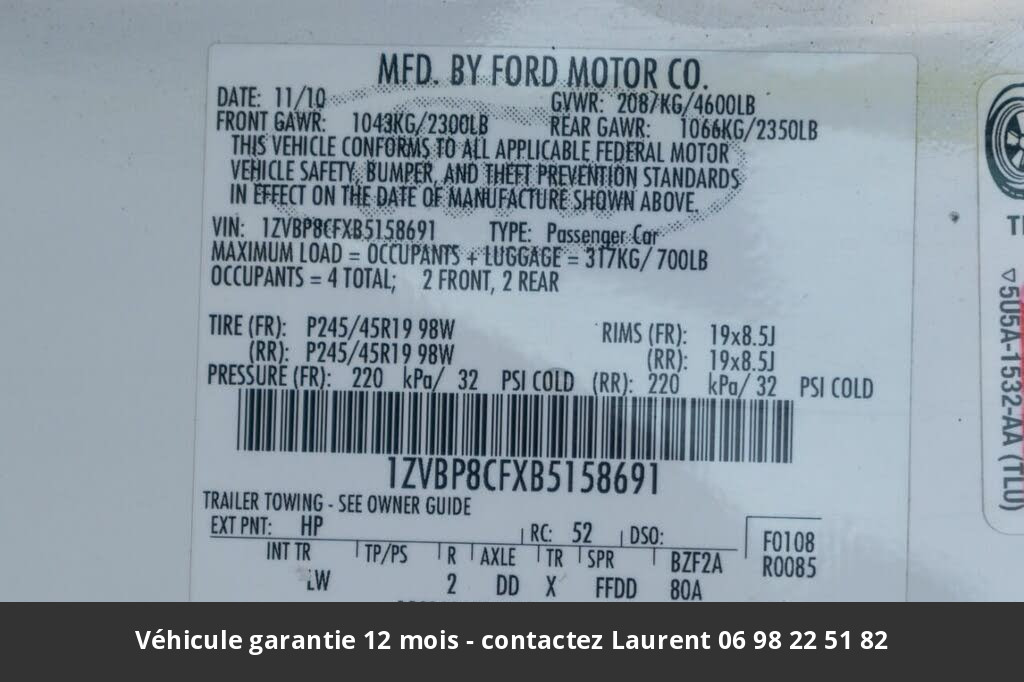 MFD. BY FORD MOTOR CO.
DATE: 11/10 GVWR: 2087KG/4600LB
FRONT GAWR: 1043KG/2300LB REAR GAWR: 1066KG/2350LB
THIS VEHICLE CONFORMS TO ALL APPLICABLE FEDERAL MOTOR
VEHICLE SAFETY, BUMPER, AND THEFT PREVENTION STANDARDS
IN EFFECT ON THE DATE OF MANUFACTURE SHOWN ABOVE.
VIN: 1ZVBP8CFXB5158691 TYPE: Passenger Car
MAXIMUM LOAD = OCCUPANTS + LUGGAGE = 317KG/ 700LB
OCCUPANTS = 4 TOTAL; 2 FRONT, 2 REAR
TIRE (FR): P245/45R19 98W RIMS (FR): 19x8.5J
(RR): P245/45R19 98W (RR): 19x8.5J
PRESSURE (FR): 220 kPa/ 32 PSI COLD (RR): 220 kPa/ 32 PSI COLD
1ZVBP8CFXB5158691
TRAILER TOWING - SEE OWNER GUIDE
EXT PNT: HP RC: 52 DSO:
F0108
R0085
INT TR TP/PS R AXLE TR SPR BZF2A
LW 2 DD X FFDD 80A
5U5A-1532-AA (TLU)
Véhicule garantie 12 mois - contactez Laurent 06 98 22 51 82